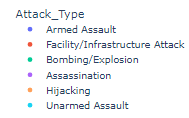 Attack_Type
Armed Assault
Facility/Infrastructure Attack
Bombing/Explosion
Assassination
Hijacking
Unarmed Assault